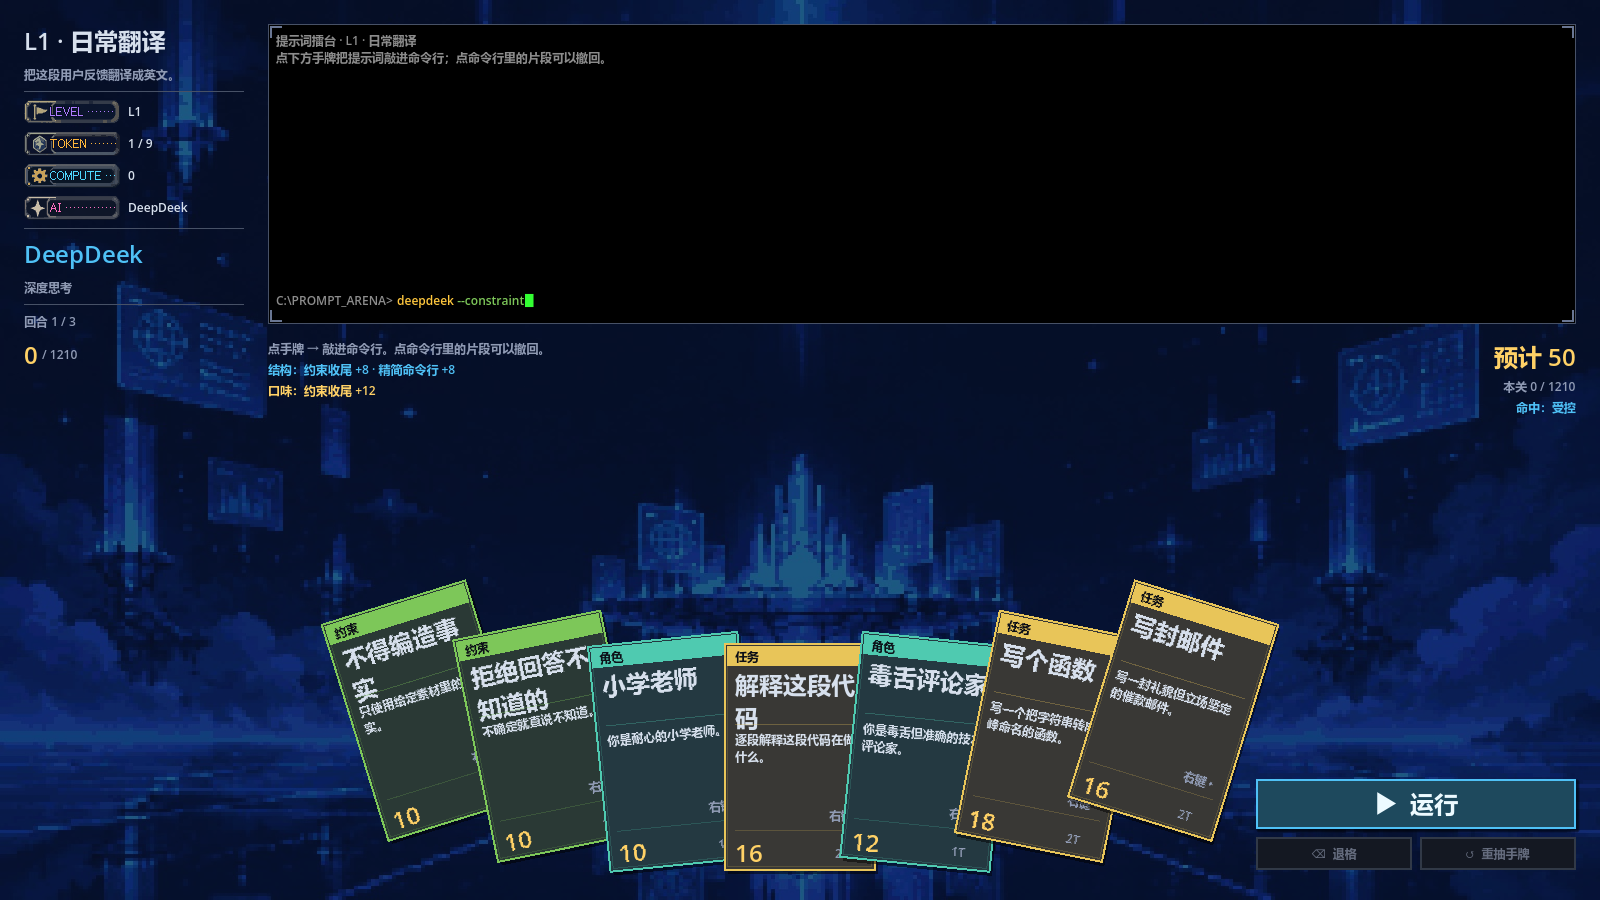 L1 · 日常翻译
把这段用户反馈翻译成英文。
LEVEL
L1
TOKEN
1 / 9
COMPUTE
0
AI
DeepDeek
DeepDeek
深度思考
回合 1 / 3
0 / 1210
提示词擂台 · L1 · 日常翻译
点下方手牌把提示词敲进命令行；点命令行里的片段可以撤回。
C:\PROMPT_ARENA> deepdeek --constraint
点手牌 → 敲进命令行。点命令行里的片段可以撤回。
结构：约束收尾 +8 · 精简命令行 +8
口味：约束收尾 +12
预计 50
本关 0 / 1210
命中：受控
约束
不得编造事
实
只使用给定素材里的
实。
10
约束
拒绝回答不
知道的
不确定就直说不知道。
右
10
角色
小学老师
你是耐心的小学老师。
右
10
任务
解释这段代
码
逐段解释这段代码在做
什么。
右
16
角色
毒舌评论家
你是毒舌但准确的技
评论家。
12
1T
任务
写个函数
写一个把字符串转
峰命名的函数。
右键
18
2T
任务
写封邮件
写一封礼貌但立场坚定
的催款邮件。
右键+
16
2T
▶ 运行
⌫ 退格
↺ 重抽手牌